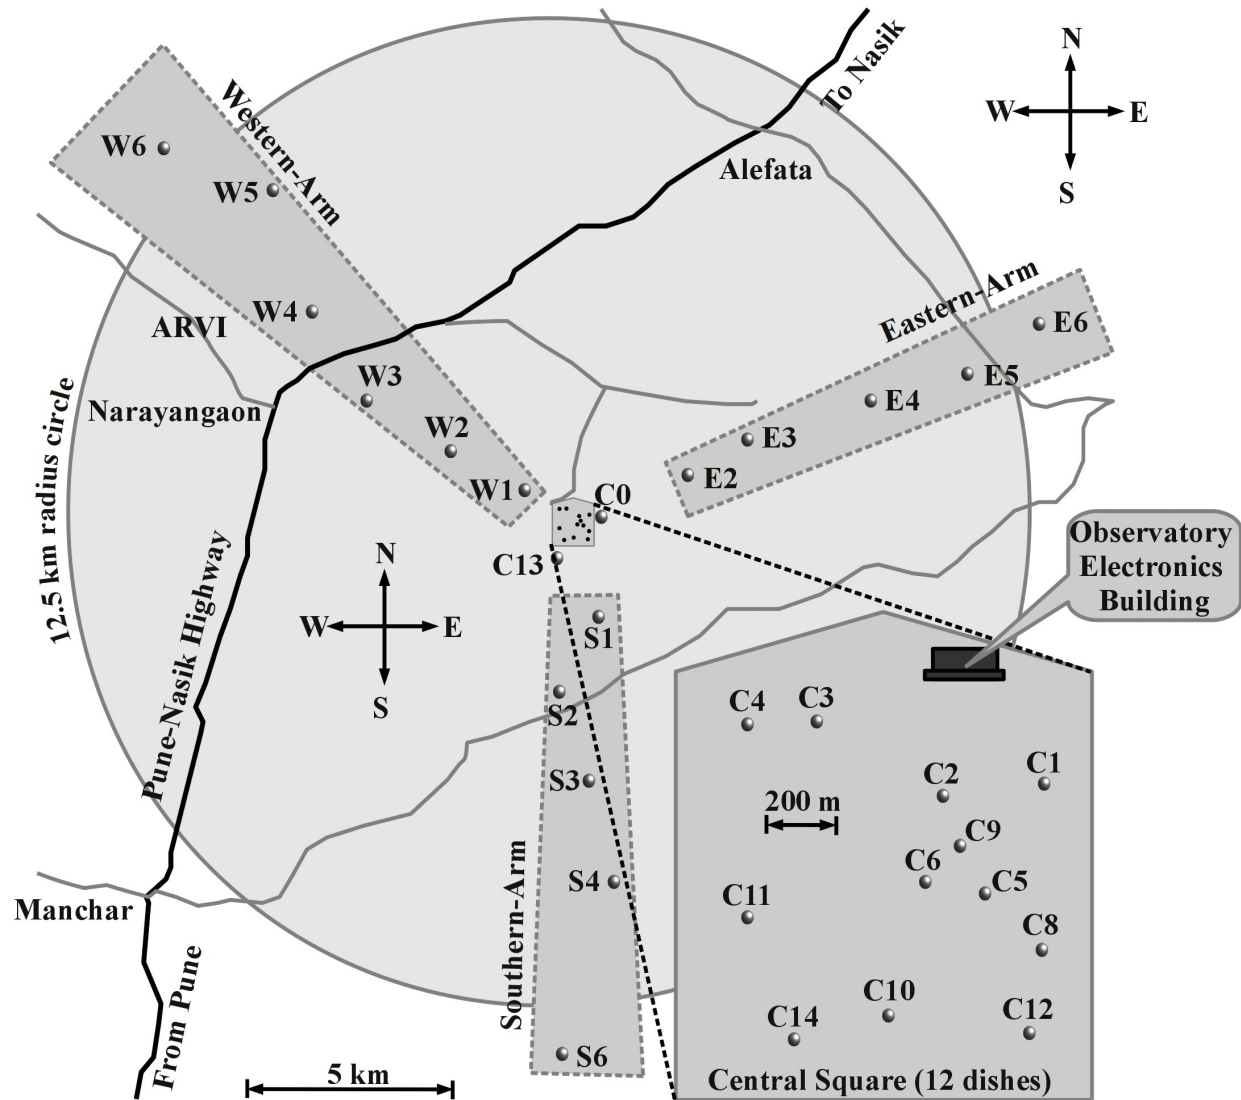 To Nasik
N
W
E
S
Western-Arm
W6
W5
Alefata
W4
ARVI
Eastern-Arm
E6
E5
E4
W3
Narayangaon
E3
W2
E2
W1
C0
12.5 km radius circle
C13
Observatory
Electronics
Building
N
W
E
S
S1
S2
Pune-Nasik Highway
S3
S4
Southern-Arm
Manchar
From Pune
S6
5 km
C4
C3
C1
C2
200 m
C9
C6
C5
C11
C8
C10
C12
C14
Central Square (12 dishes)